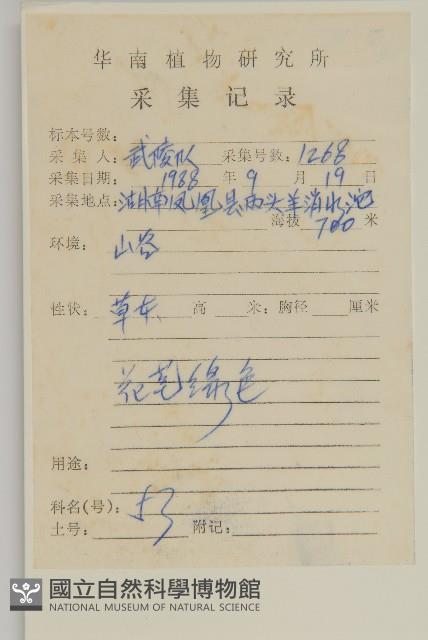 华南植物研究所
采集记录
标本号数:
采集人: 武陵队 采集号数: 1268
采集日期: 1988 年 9 月 19 日
采集地点: 湖南凤凰县两头羊消水池
海拔 700 米
环境: 山谷
性状: 草本 高 米: 胸径 厘米
花萼绿色
用途:
科名(号):
土号: 附记:
國立自然科學博物館
NATIONAL MUSEUM OF NATURAL SCIENCE